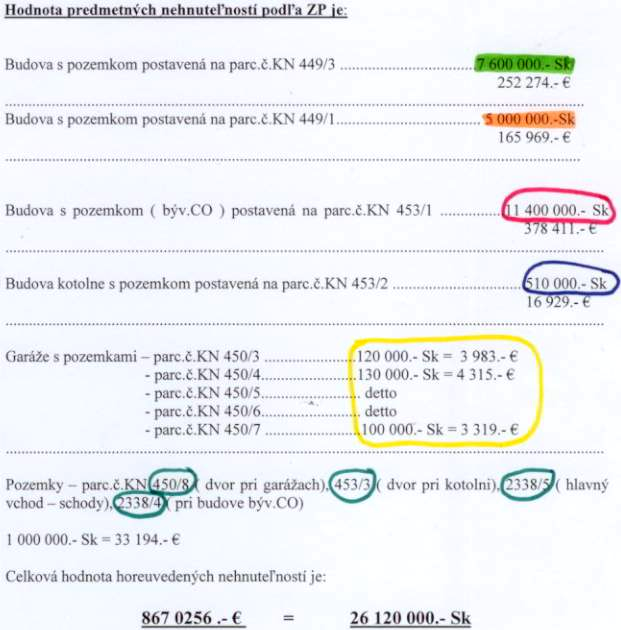 Hodnota predmetných nehnuteľností podľa ZP je:
Budova s pozemkom postavená na parc.č.KN 449/3 ................................7 600 000.- Sk
252 274.- €
Budova s pozemkom postavená na parc.č.KN 449/1..................................5 000 000.-Sk
165 969.- €
Budova s pozemkom ( býv.CO ) postavená na parc.č.KN 453/1 ................11 400 000.- Sk
378 411.- €
Budova kotolne s pozemkom postavená na parc.č.KN 453/2 510 000.- Sk
16 929.- €
Garáže s pozemkami – parc.č.KN 450/3 .....................120 000.- Sk = 3 983.- €
- parc.č.KN 450/4......................130 000.- Sk = 4 315.- €
- parc.č.KN 450/5....................... detto
- parc.č.KN 450/6....................... detto
- parc.č.KN 450/7.......................100 000.- Sk = 3 319.- €
Pozemky – parc.č.KN 450/8 ( dvor pri garážach), 453/3 ( dvor pri kotolni), 2338/5 ( hlavný
vchod – schody), 2338/4 ( pri budove býv.CO)
1 000 000.- Sk = 33 194.- €
Celková hodnota horeuvedených nehnuteľností je:
867 0256 .- € = 26 120 000.- Sk